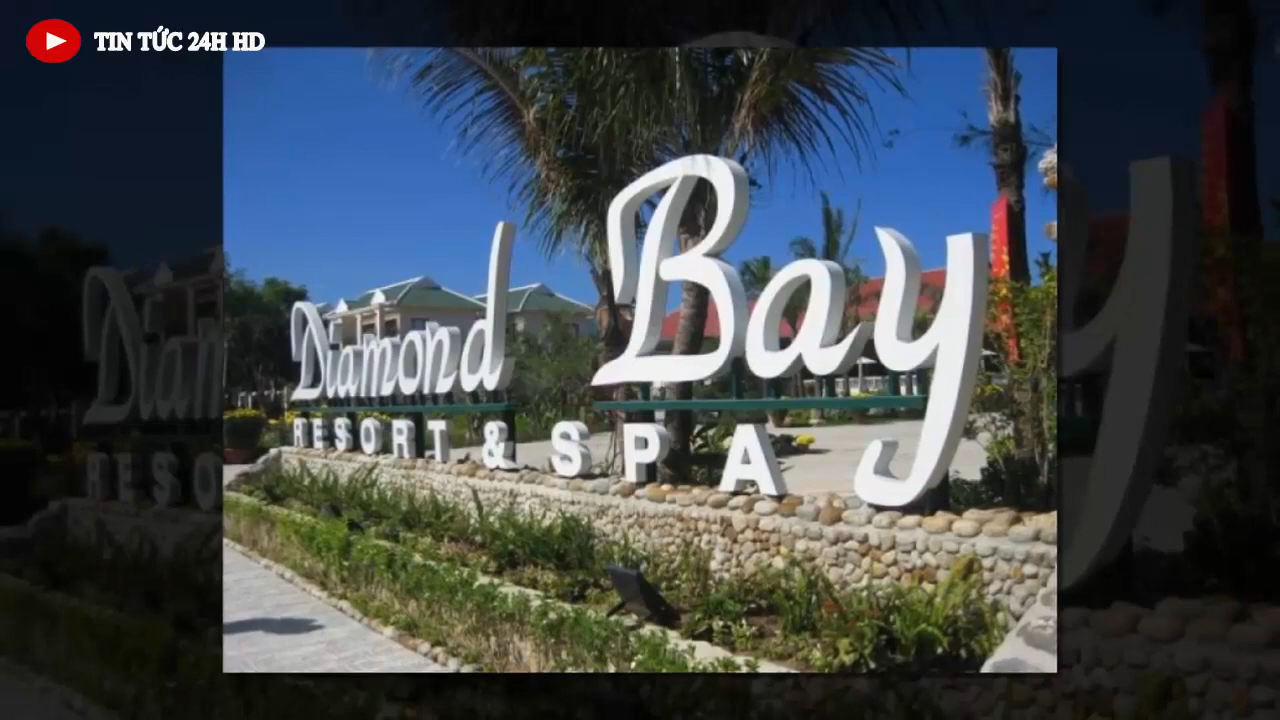 TIN TỨC 24H HD
Diamond Bay
RESORT & SPA